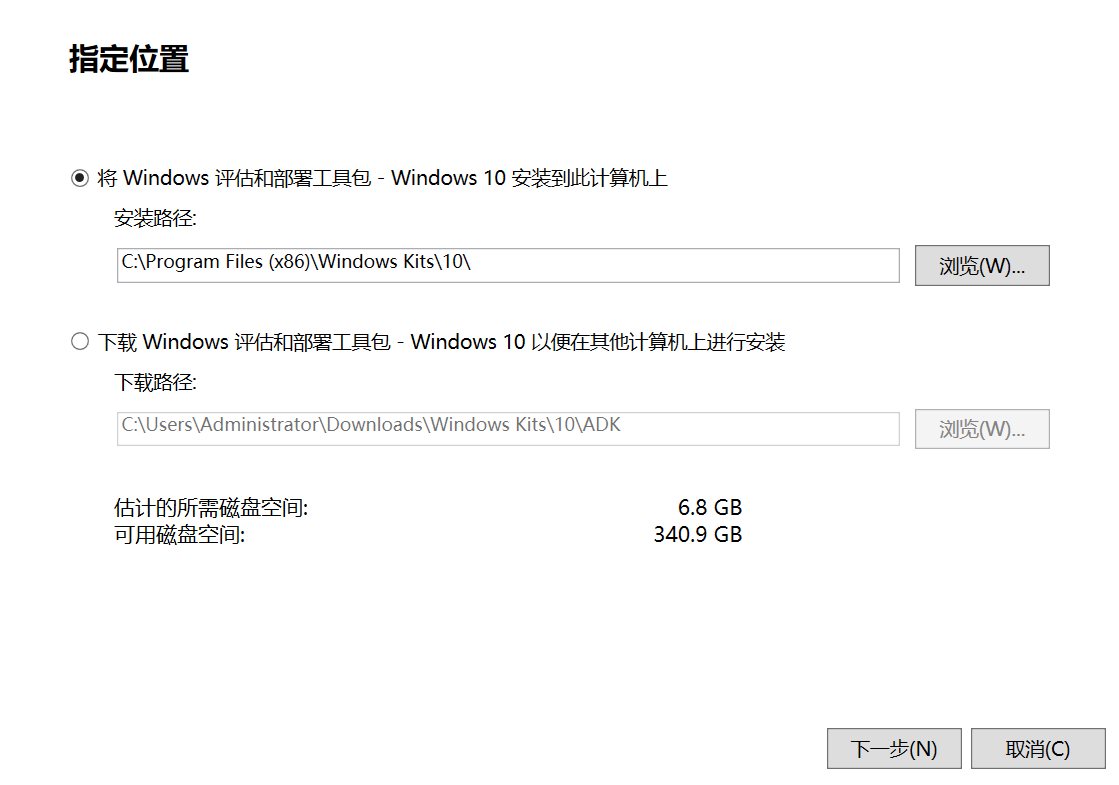 指定位置
将 Windows 评估和部署工具包 - Windows 10 安装到此计算机上
安装路径:
C:\Program Files (x86)\Windows Kits\10\
浏览(W)...
下载 Windows 评估和部署工具包 - Windows 10 以便在其他计算机上进行安装
下载路径:
C:\Users\Administrator\Downloads\Windows Kits\10\ADK
浏览(W)...
估计的所需磁盘空间: 6.8 GB
可用磁盘空间: 340.9 GB
下一步(N) 取消(C)